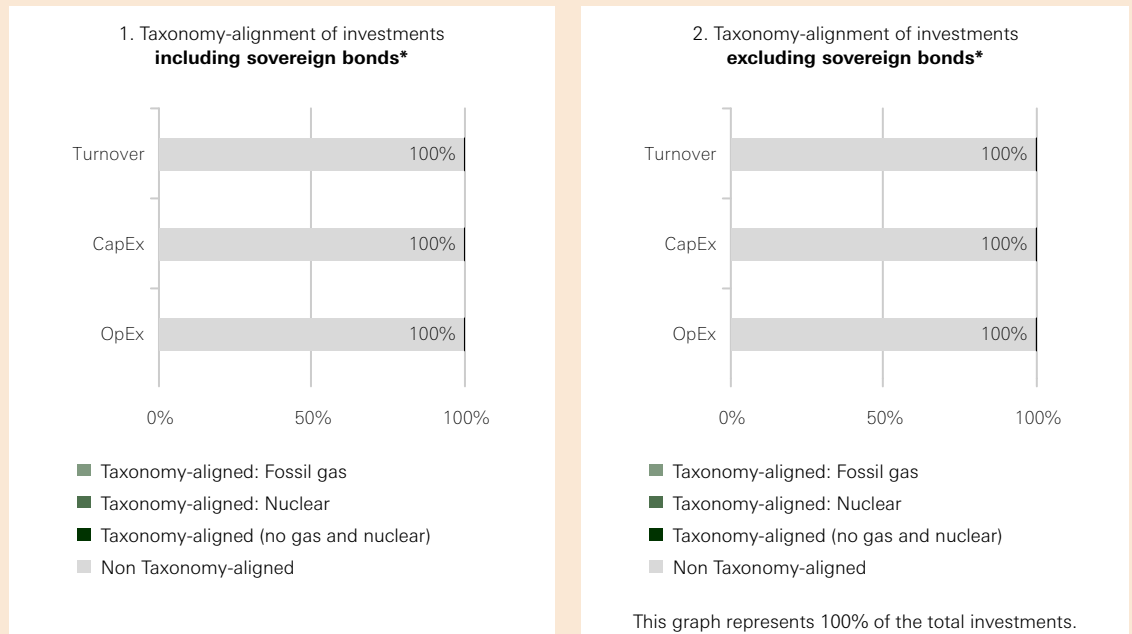 1. Taxonomy-alignment of investments
including sovereign bonds*
Turnover
100%
CapEx
100%
OpEx
100%
0% 50% 100%
Taxonomy-aligned: Fossil gas
Taxonomy-aligned: Nuclear
Taxonomy-aligned (no gas and nuclear)
Non Taxonomy-aligned
2. Taxonomy-alignment of investments
excluding sovereign bonds*
Turnover
100%
CapEx
100%
OpEx
100%
0% 50% 100%
Taxonomy-aligned: Fossil gas
Taxonomy-aligned: Nuclear
Taxonomy-aligned (no gas and nuclear)
Non Taxonomy-aligned
This graph represents 100% of the total investments.